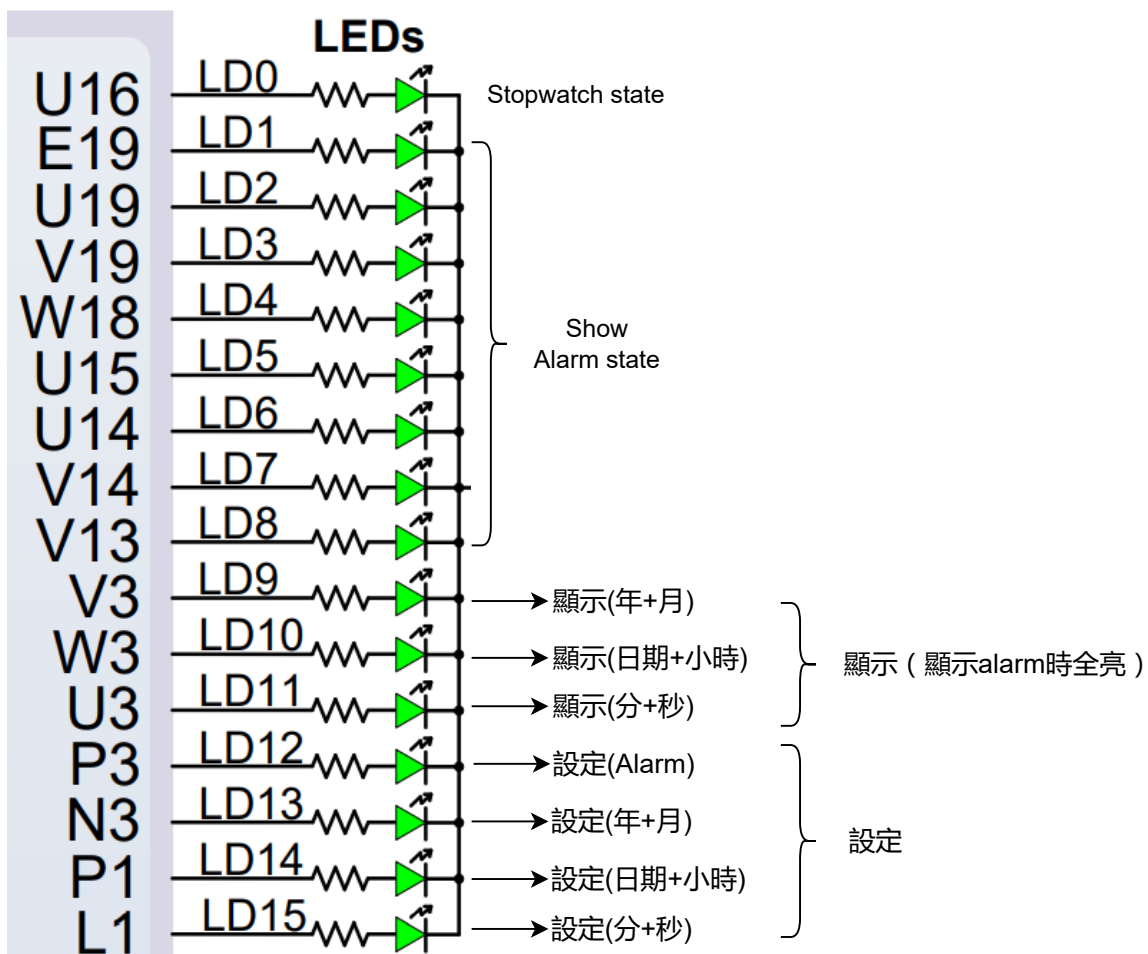 LEDs
U16 LD0 Stopwatch state
E19 LD1
U19 LD2
V19 LD3
W18 LD4
Show
Alarm state
U15 LD5
U14 LD6
V14 LD7
V13 LD8
V3 LD9 顯示(年+月)
W3 LD10 顯示(日期+小時)
顯示（顯示alarm時全亮）
U3 LD11 顯示(分+秒)
P3 LD12 設定(Alarm)
N3 LD13 設定(年+月)
設定
P1 LD14 設定(日期+小時)
L1 LD15 設定(分+秒)